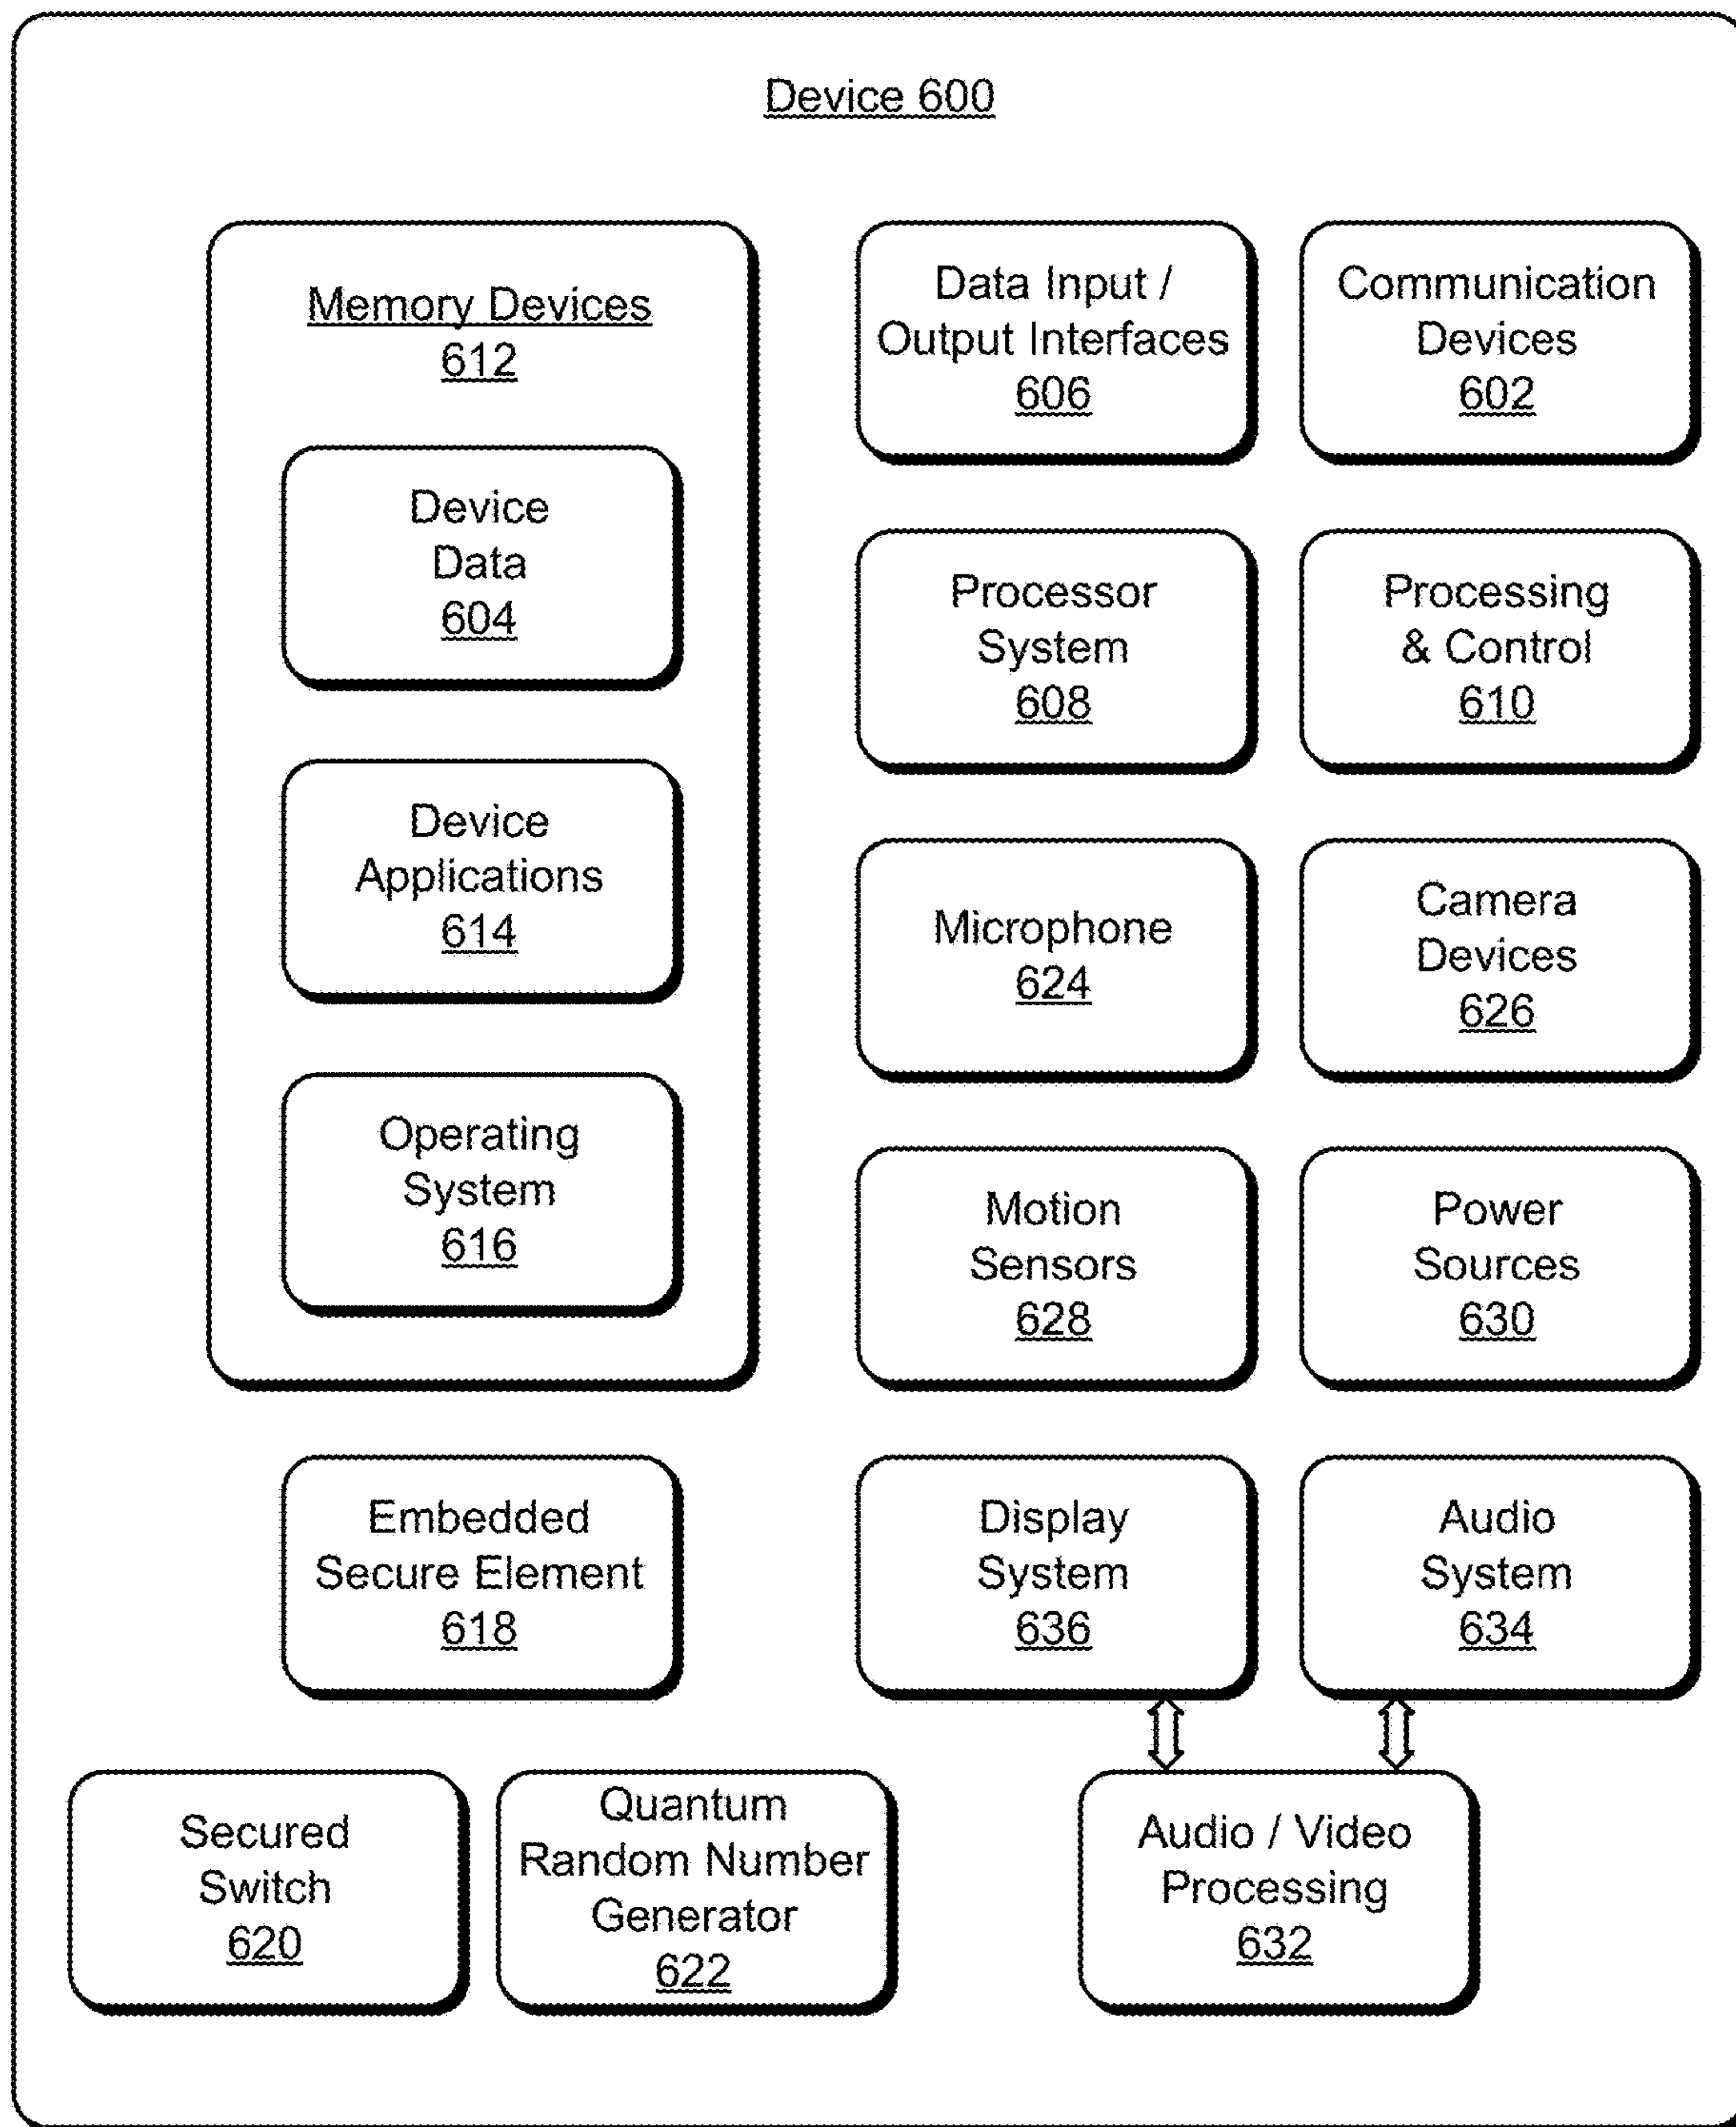 Device 600
Memory Devices
612
Device
Data
604
Device
Applications
614
Operating
System
616
Data Input /
Output Interfaces
606
Communication
Devices
602
Processor
System
608
Processing
& Control
610
Microphone
624
Camera
Devices
626
Motion
Sensors
628
Power
Sources
630
Embedded
Secure Element
618
Display
System
636
Audio
System
634
Secured
Switch
620
Quantum
Random Number
Generator
622
Audio / Video
Processing
632